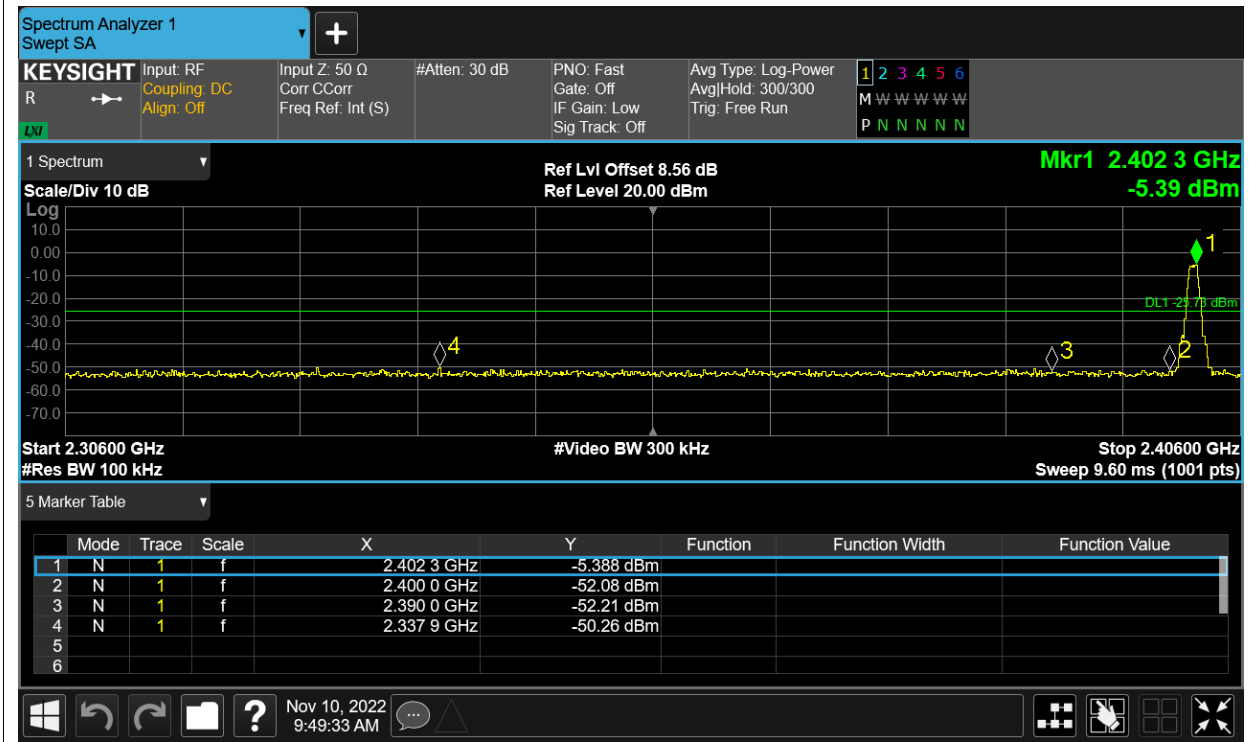 Spectrum Analyzer 1
Swept SA
+
KEYSIGHT
R
LXI
Input: RF
Coupling: DC
Align: Off
Input Z: 50 Ω
Corr CCorr
Freq Ref: Int (S)
#Atten: 30 dB
PNO: Fast
Gate: Off
IF Gain: Low
Sig Track: Off
Avg Type: Log-Power
Avg|Hold: 300/300
Trig: Free Run
1 2 3 4 5 6
M W W W W W
P N N N N N
1 Spectrum
Scale/Div 10 dB
Ref Lvl Offset 8.56 dB
Ref Level 20.00 dBm
Mkr1 2.402 3 GHz
-5.39 dBm
Log
10.0
0.00
-10.0
-20.0
-30.0
-40.0
-50.0
-60.0
-70.0
1
DL1 -25.73 dBm
4
3
2
Start 2.30600 GHz
#Video BW 300 kHz
Stop 2.40600 GHz
#Res BW 100 kHz
Sweep 9.60 ms (1001 pts)
5 Marker Table
Mode Trace Scale X Y Function Function Width Function Value
1 N 1 f 2.402 3 GHz -5.388 dBm
2 N 1 f 2.400 0 GHz -52.08 dBm
3 N 1 f 2.390 0 GHz -52.21 dBm
4 N 1 f 2.337 9 GHz -50.26 dBm
5
6
?
Nov 10, 2022
9:49:33 AM